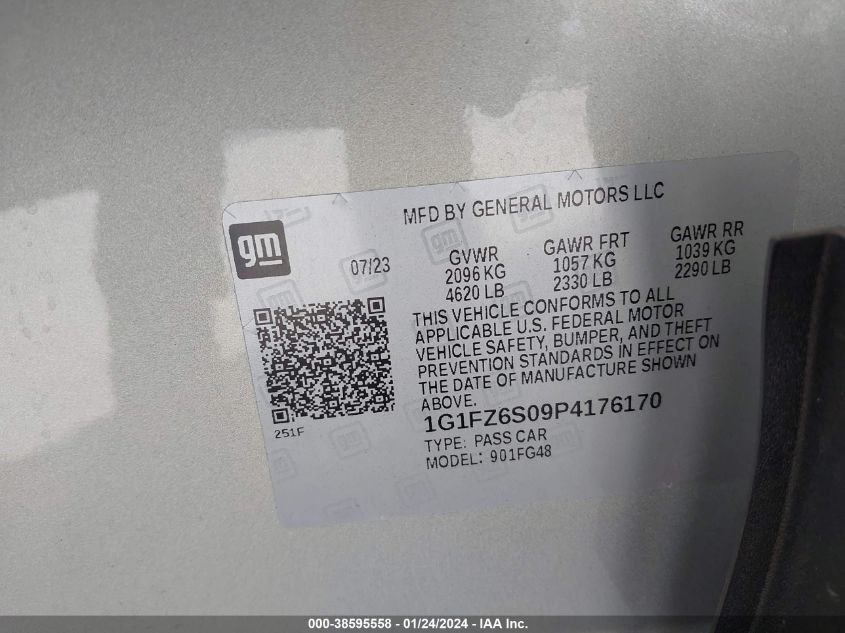 MFD BY GENERAL MOTORS LLC
gm
07/23
GVWR GAWR FRT GAWR RR
2096 KG 1057 KG 1039 KG
4620 LB 2330 LB 2290 LB
THIS VEHICLE CONFORMS TO ALL
APPLICABLE U.S. FEDERAL MOTOR
VEHICLE SAFETY, BUMPER, AND THEFT
PREVENTION STANDARDS IN EFFECT ON
THE DATE OF MANUFACTURE SHOWN
ABOVE.
251F
1G1FZ6S09P4176170
TYPE: PASS CAR
MODEL: 901FG48
000-38595558 - 01/24/2024 - IAA Inc.